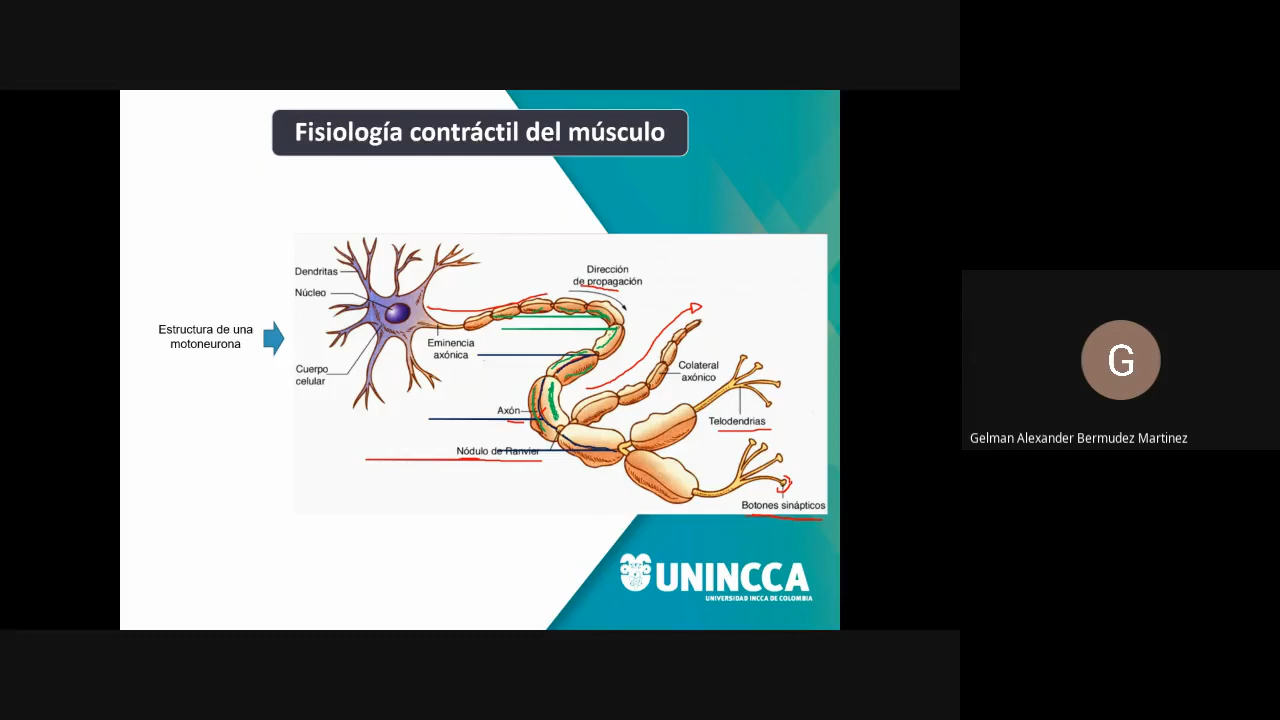 Fisiología contráctil del músculo
Dendritas
Núcleo
Dirección
de propagación
Estructura de una
motoneurona
Eminencia
axónica
Cuerpo
celular
Colateral
axónico
Axón
Telodendrias
Nódulo de Ranvier
Botones sinápticos
UNINCCA
UNIVERSIDAD INCCA DE COLOMBIA
G
Gelman Alexander Bermudez Martinez